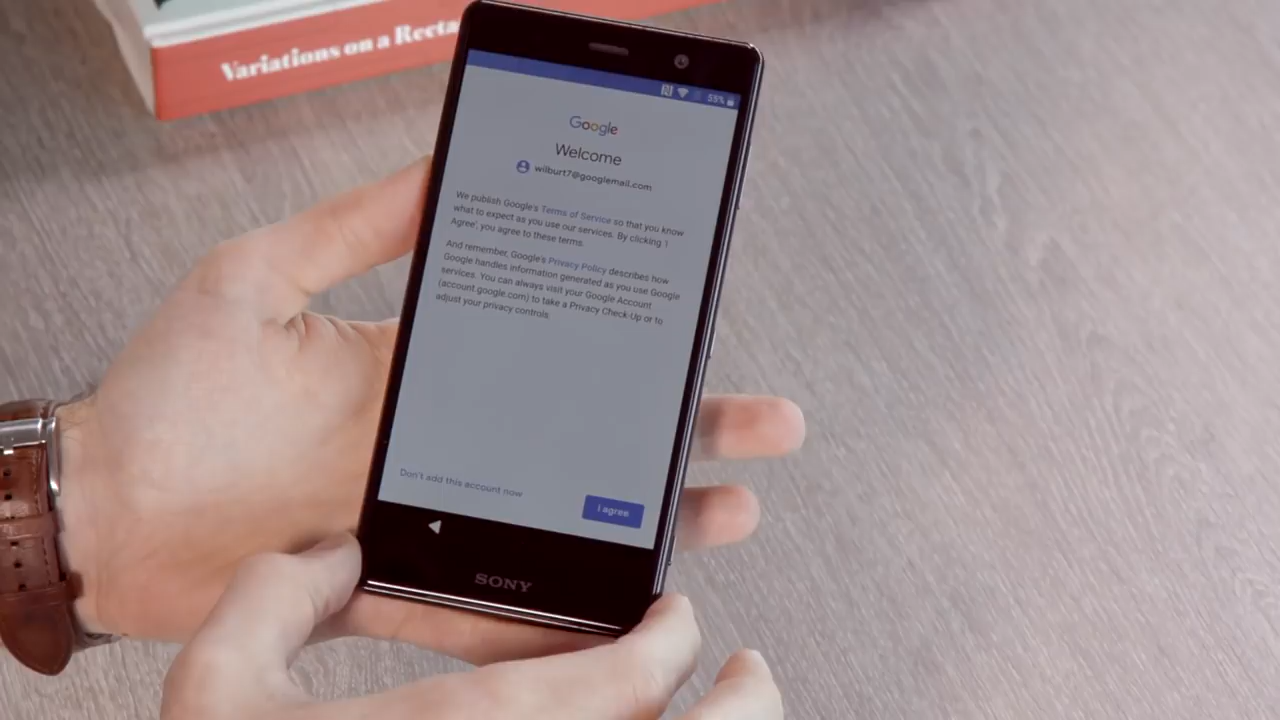 Variations on a Recta
55%
Google
Welcome
wilburt7@googlemail.com
We publish Google's Terms of Service so that you know
what to expect as you use our services. By clicking 'I
Agree', you agree to these terms.
And remember, Google's Privacy Policy describes how
Google handles information generated as you use Google
services. You can always visit your Google Account
(account.google.com) to take a Privacy Check-Up or to
adjust your privacy controls.
Don't add this account now
I agree
SONY